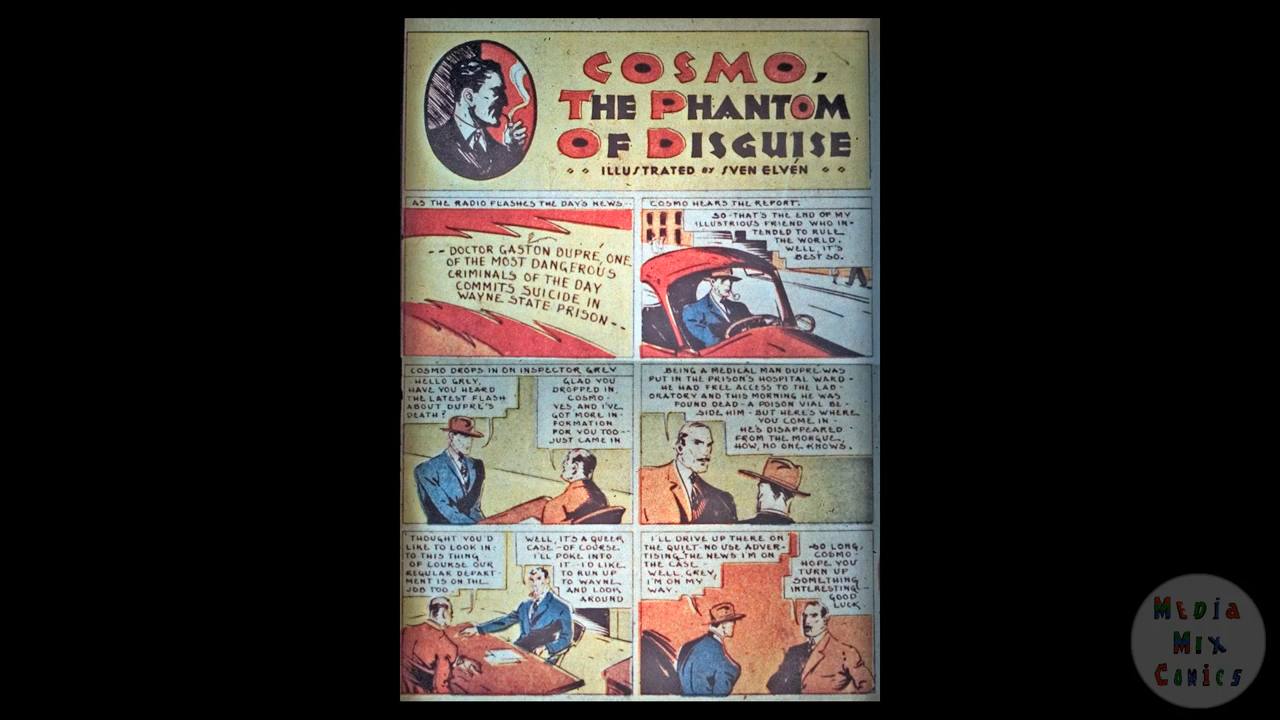 COSMO,
THE PHANTOM
OF DISGUISE
ILLUSTRATED BY SVEN ELVÉN
AS THE RADIO FLASHES THE DAY'S NEWS--
-- DOCTOR GASTON DUPRÉ, ONE
OF THE MOST DANGEROUS
CRIMINALS OF THE DAY
COMMITS SUICIDE IN
WAYNE STATE PRISON --
COSMO HEARS THE REPORT.
SO-THAT'S THE END OF MY
ILLUSTRIOUS FRIEND WHO IN-
TENDED TO RULE
THE WORLD.
WELL, IT'S
BEST SO.
COSMO DROPS IN ON INSPECTOR GREY
HELLO GREY,
HAVE YOU HEARD
THE LATEST FLASH
ABOUT DUPRÉ'S
DEATH?
GLAD YOU
DROPPED IN
COSMO-
YES AND I'VE
GOT MORE IN-
FORMATION
FOR YOU TOO--
JUST CAME IN
BEING A MEDICAL MAN DUPRÉ WAS
PUT IN THE PRISON'S HOSPITAL WARD-
HE HAD FREE ACCESS TO THE LAB-
ORATORY AND THIS MORNING HE WAS
FOUND DEAD-A POISON VIAL BE-
SIDE HIM-BUT HERE'S WHERE
YOU COME IN-
HE'S DISAPPEARED
FROM THE MORGUE,
HOW, NO ONE KNOWS.
THOUGHT YOU'D
LIKE TO LOOK IN-
TO THIS THING-
OF COURSE OUR
REGULAR DEPART-
MENT IS ON THE
JOB TOO.
WELL, IT'S A QUEER
CASE-OF COURSE
I'LL POKE INTO
IT-I'D LIKE
TO RUN UP
TO WAYNE
AND LOOK
AROUND
I'LL DRIVE UP THERE ON
THE QUIET-NO USE ADVER-
TISING THE NEWS I'M ON
THE CASE-
WELL, GREY,
I'M ON MY
WAY.
SO LONG,
COSMO-
HOPE YOU
TURN UP
SOMETHING
INTERESTING-
GOOD
LUCK.
MEDIA
MIX
COMICS